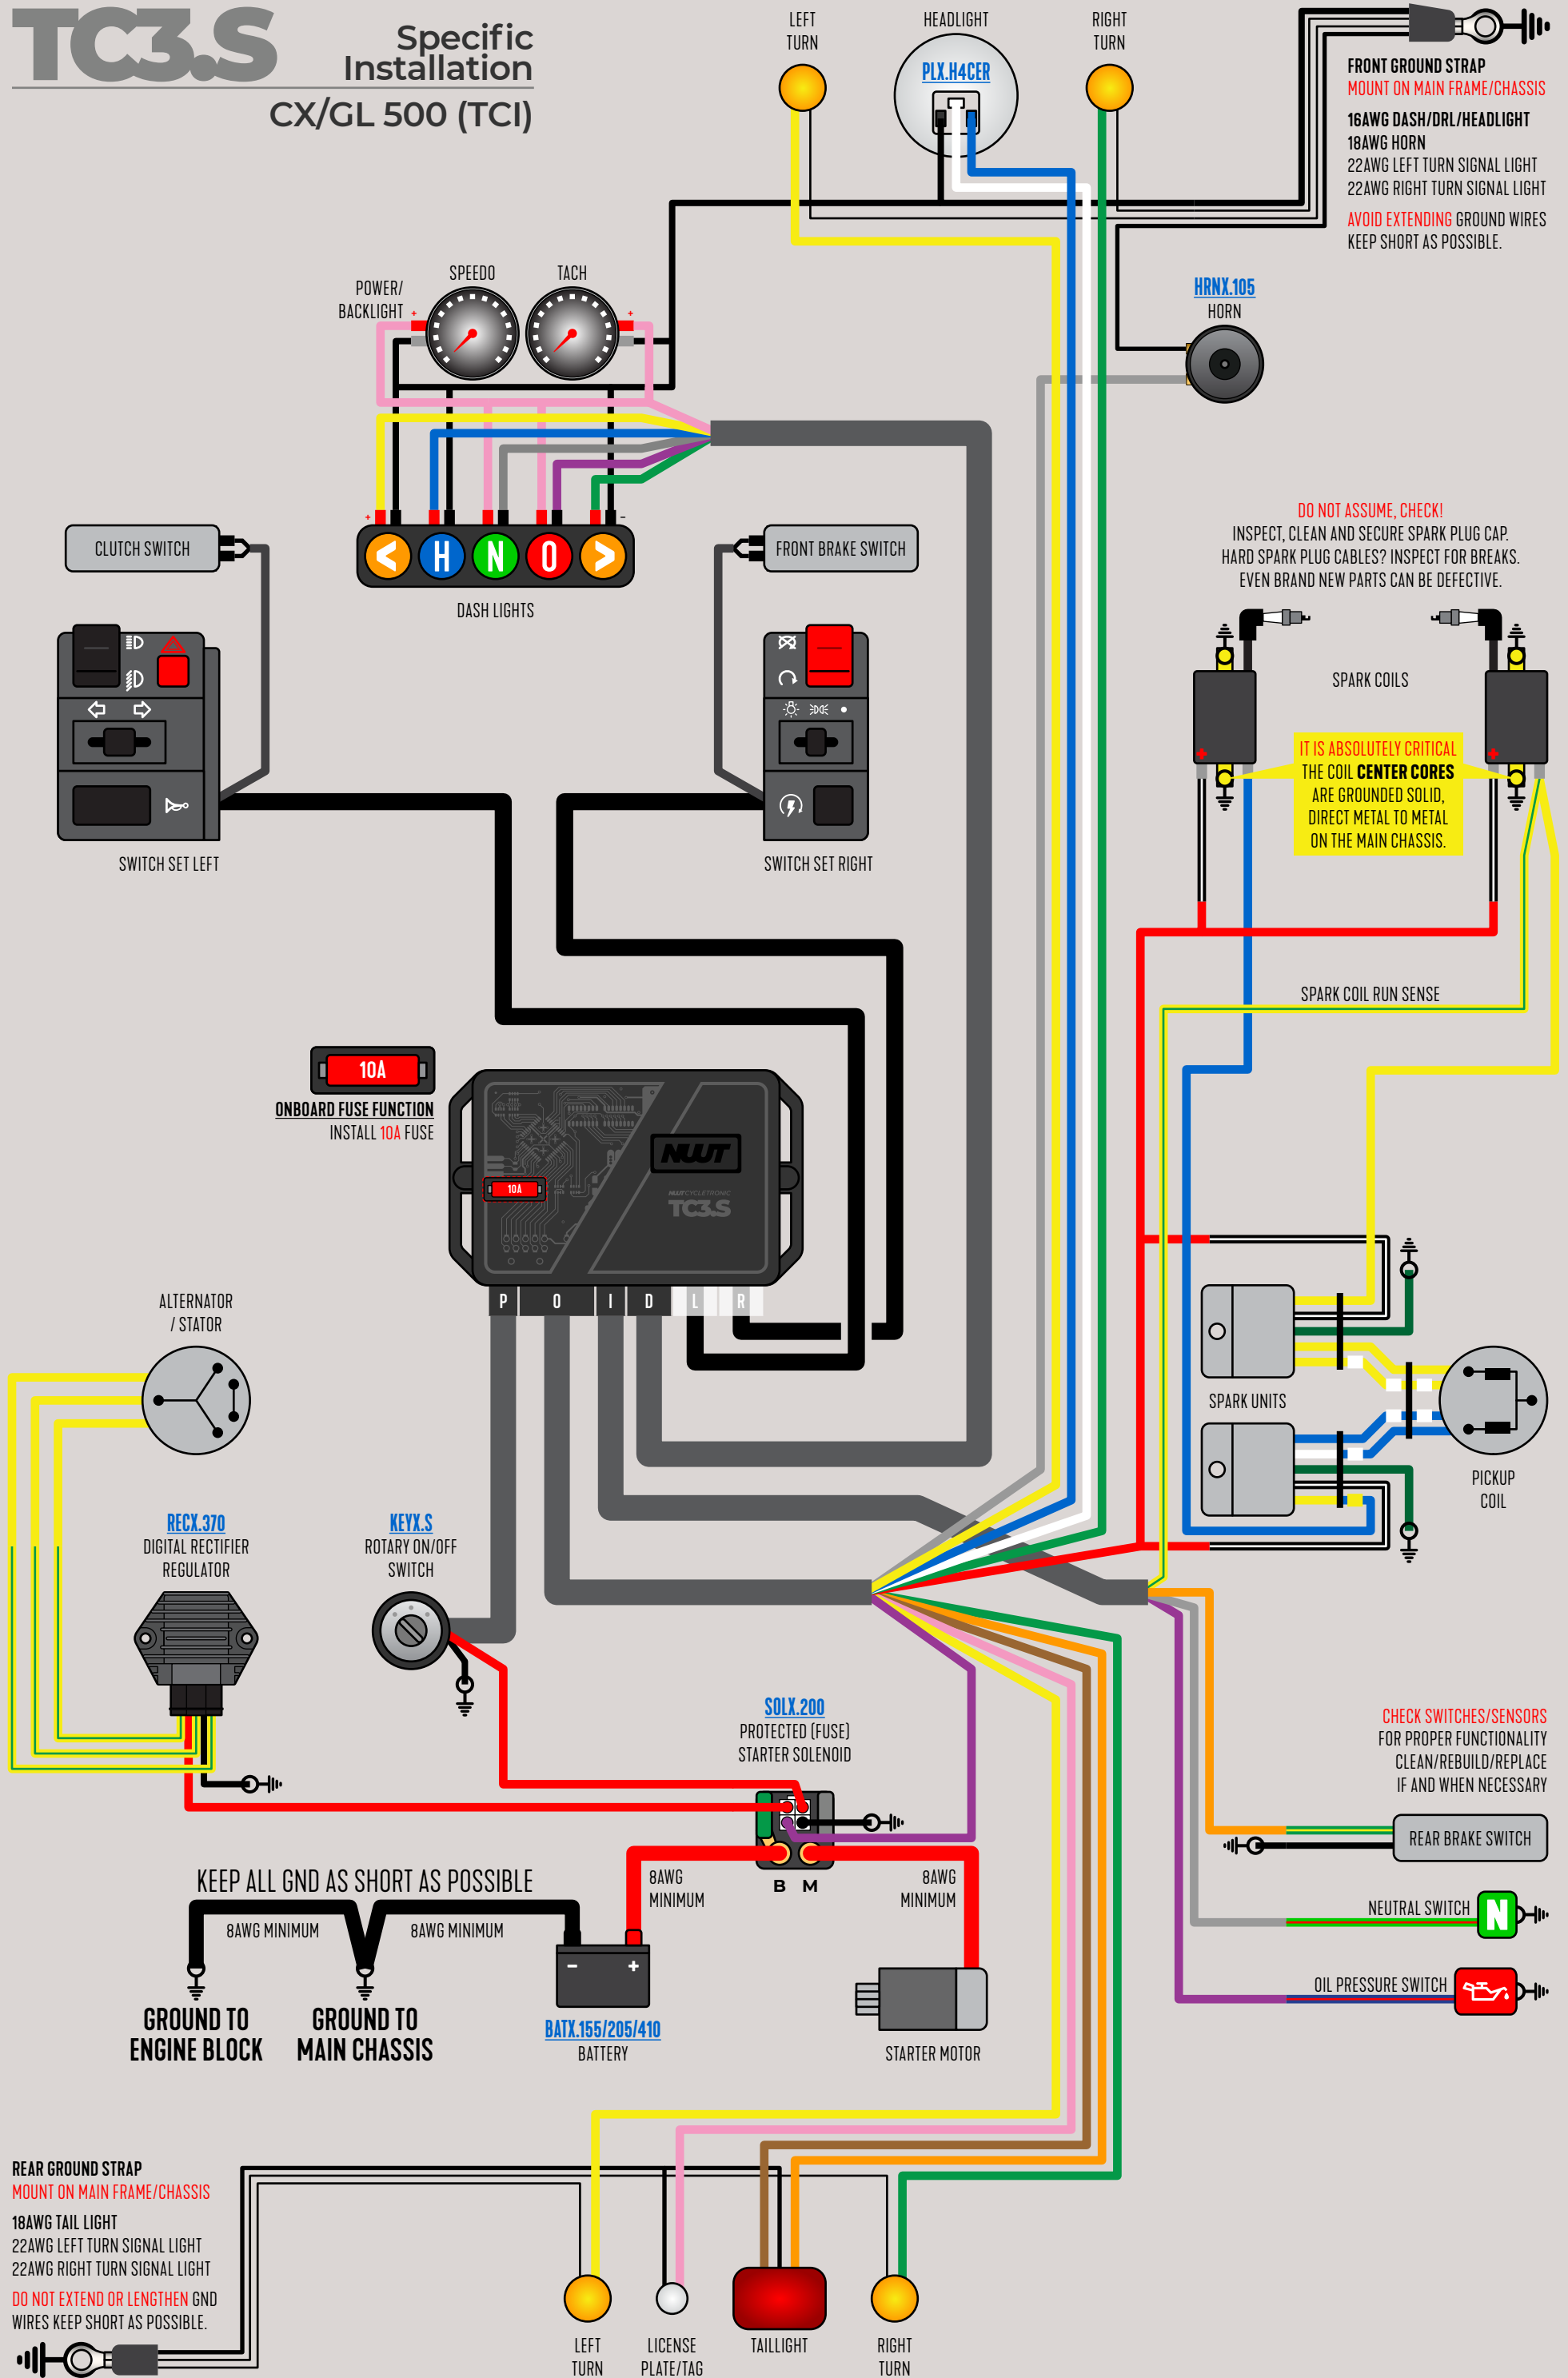 TC3.S
Specific
Installation
CX/GL 500 (TCI)
LEFT
TURN
HEADLIGHT
PLX.H4CER
RIGHT
TURN
FRONT GROUND STRAP
MOUNT ON MAIN FRAME/CHASSIS
16AWG DASH/DRL/HEADLIGHT
18AWG HORN
22AWG LEFT TURN SIGNAL LIGHT
22AWG RIGHT TURN SIGNAL LIGHT
AVOID EXTENDING GROUND WIRES
KEEP SHORT AS POSSIBLE.
SPEEDO
TACH
POWER/
BACKLIGHT
+
+
HRNX.105
HORN
+
-
< H N O >
DASH LIGHTS
CLUTCH SWITCH
FRONT BRAKE SWITCH
DO NOT ASSUME, CHECK!
INSPECT, CLEAN AND SECURE SPARK PLUG CAP.
HARD SPARK PLUG CABLES? INSPECT FOR BREAKS.
EVEN BRAND NEW PARTS CAN BE DEFECTIVE.
SPARK COILS
+
+
IT IS ABSOLUTELY CRITICAL
THE COIL CENTER CORES
ARE GROUNDED SOLID,
DIRECT METAL TO METAL
ON THE MAIN CHASSIS.
SWITCH SET LEFT
SWITCH SET RIGHT
SPARK COIL RUN SENSE
10A
ONBOARD FUSE FUNCTION
INSTALL 10A FUSE
NWT
10A
NWT CYCLETRONIC
TC3.S
P O I D L R
ALTERNATOR
/ STATOR
SPARK UNITS
PICKUP
COIL
RECX.370
DIGITAL RECTIFIER
REGULATOR
KEYX.S
ROTARY ON/OFF
SWITCH
SOLX.200
PROTECTED (FUSE)
STARTER SOLENOID
B M
CHECK SWITCHES/SENSORS
FOR PROPER FUNCTIONALITY
CLEAN/REBUILD/REPLACE
IF AND WHEN NECESSARY
REAR BRAKE SWITCH
NEUTRAL SWITCH
N
OIL PRESSURE SWITCH
KEEP ALL GND AS SHORT AS POSSIBLE
8AWG MINIMUM
8AWG MINIMUM
8AWG
MINIMUM
8AWG
MINIMUM
- +
GROUND TO
ENGINE BLOCK
GROUND TO
MAIN CHASSIS
BATX.155/205/410
BATTERY
STARTER MOTOR
REAR GROUND STRAP
MOUNT ON MAIN FRAME/CHASSIS
18AWG TAIL LIGHT
22AWG LEFT TURN SIGNAL LIGHT
22AWG RIGHT TURN SIGNAL LIGHT
DO NOT EXTEND OR LENGTHEN GND
WIRES KEEP SHORT AS POSSIBLE.
LEFT
TURN
LICENSE
PLATE/TAG
TAILLIGHT
RIGHT
TURN